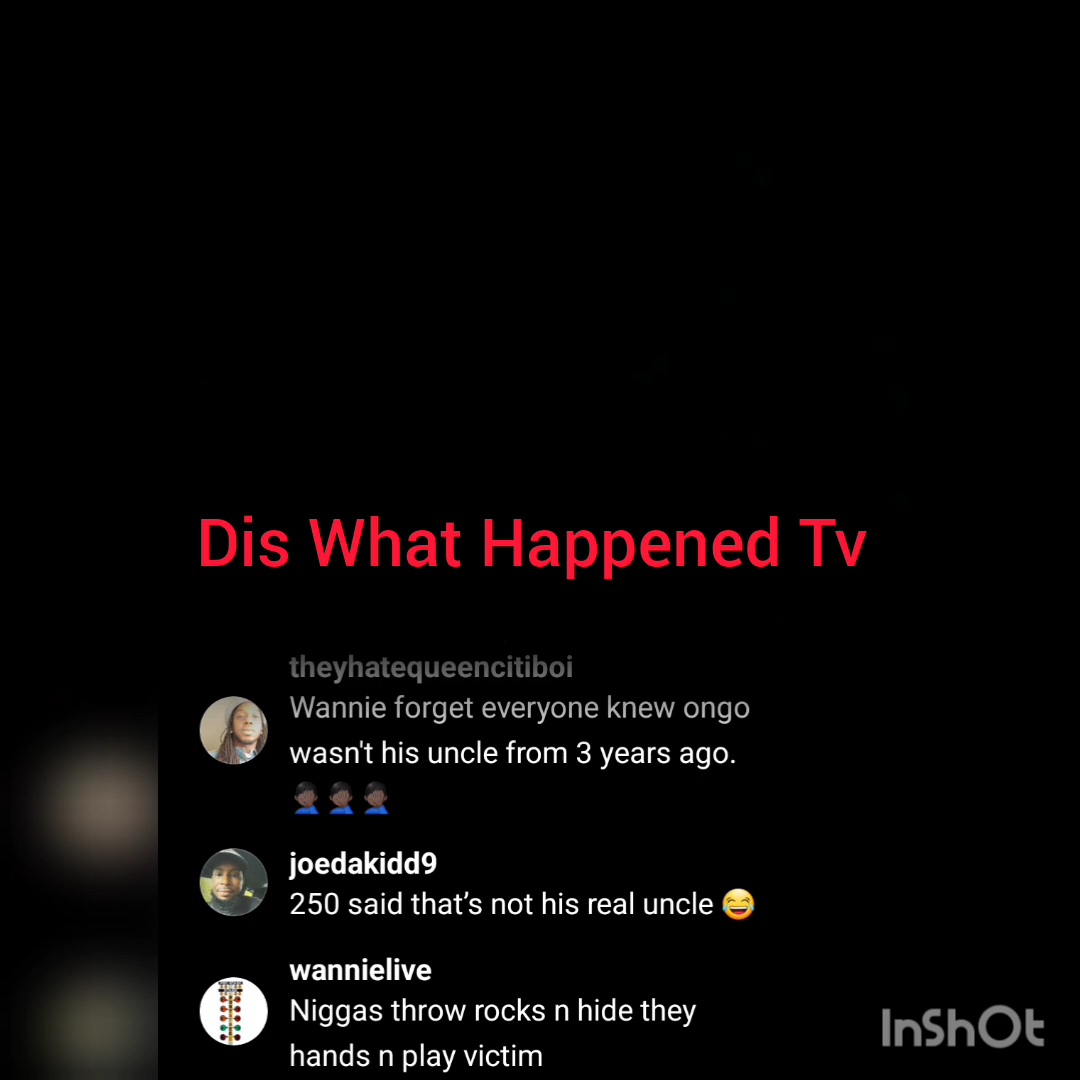 Dis What Happened Tv
theyhatequeencitiboi
Wannie forget everyone knew ongo
wasn't his uncle from 3 years ago.
🤦🏿‍♂️🤦🏿‍♂️🤦🏿‍♂️
joedakidd9
250 said that’s not his real uncle 😂
wannielive
Niggas throw rocks n hide they
hands n play victim
InShOt